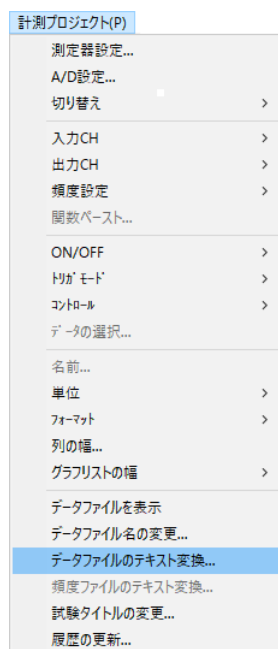 計測プロジェクト(P)
測定器設定...
A/D設定...
切り替え
入力CH
出力CH
頻度設定
関数ペースト...
ON/OFF
ﾄﾘｶﾞ ﾓｰﾄﾞ
ｺﾝﾄﾛｰﾙ
ﾃﾞｰﾀの選択...
名前...
単位
ﾌｫｰﾏｯﾄ
列の幅...
グラフリストの幅
データファイルを表示
データファイル名の変更...
データファイルのテキスト変換...
頻度ファイルのテキスト変換...
試験タイトルの変更...
履歴の更新...